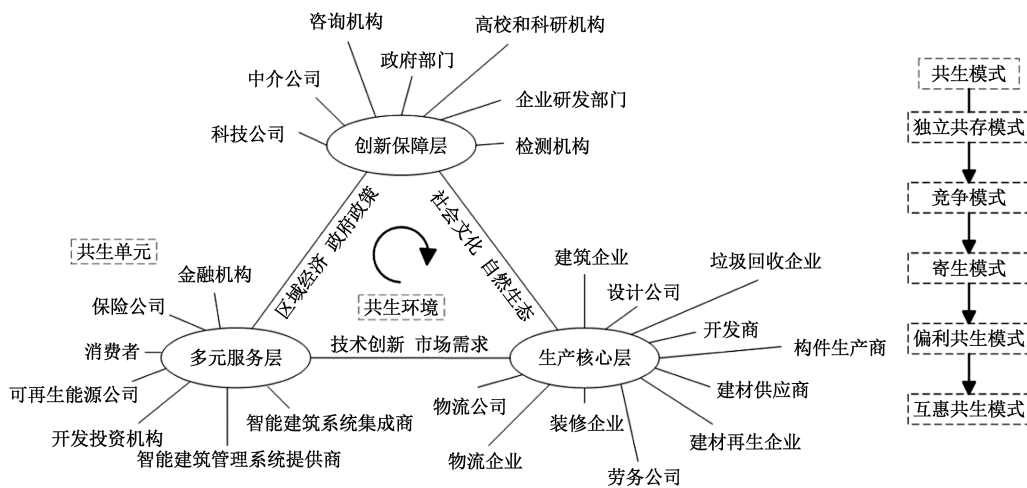 咨询机构
高校和科研机构
政府部门
中介公司
企业研发部门
科技公司
创新保障层
检测机构
区域经济 政府政策
社会文化 自然生态
共生环境
技术创新 市场需求
共生单元
金融机构
保险公司
消费者
多元服务层
可再生能源公司
开发投资机构
智能建筑系统集成商
智能建筑管理系统提供商
建筑企业
垃圾回收企业
设计公司
开发商
构件生产商
生产核心层
物流公司
建材供应商
装修企业
建材再生企业
物流企业
劳务公司
共生模式
独立共存模式
竞争模式
寄生模式
偏利共生模式
互惠共生模式